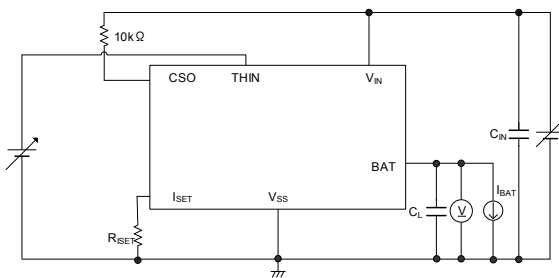 10kΩ
CSO THIN VIN
CIN
BAT
ISET VSS
CL V IBAT
RISET